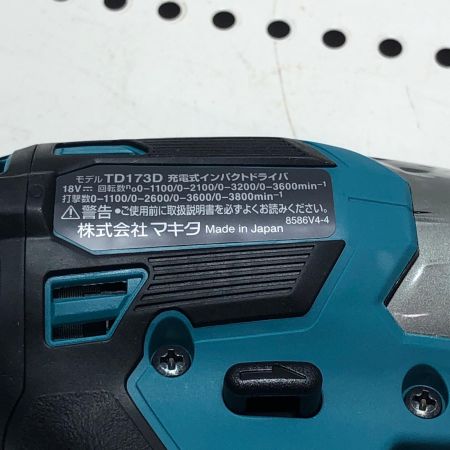 モデル TD173D 充電式インパクトドライバ
18V⎓ 回転数n₀0-1100/0-2100/0-3200/0-3600min⁻¹
打撃数0-1100/0-2600/0-3600/0-3800min⁻¹
⚠警告 •ご使用前に取扱説明書を必ずよくお読みください。
8586V4-4
株式会社 マキタ Made in Japan